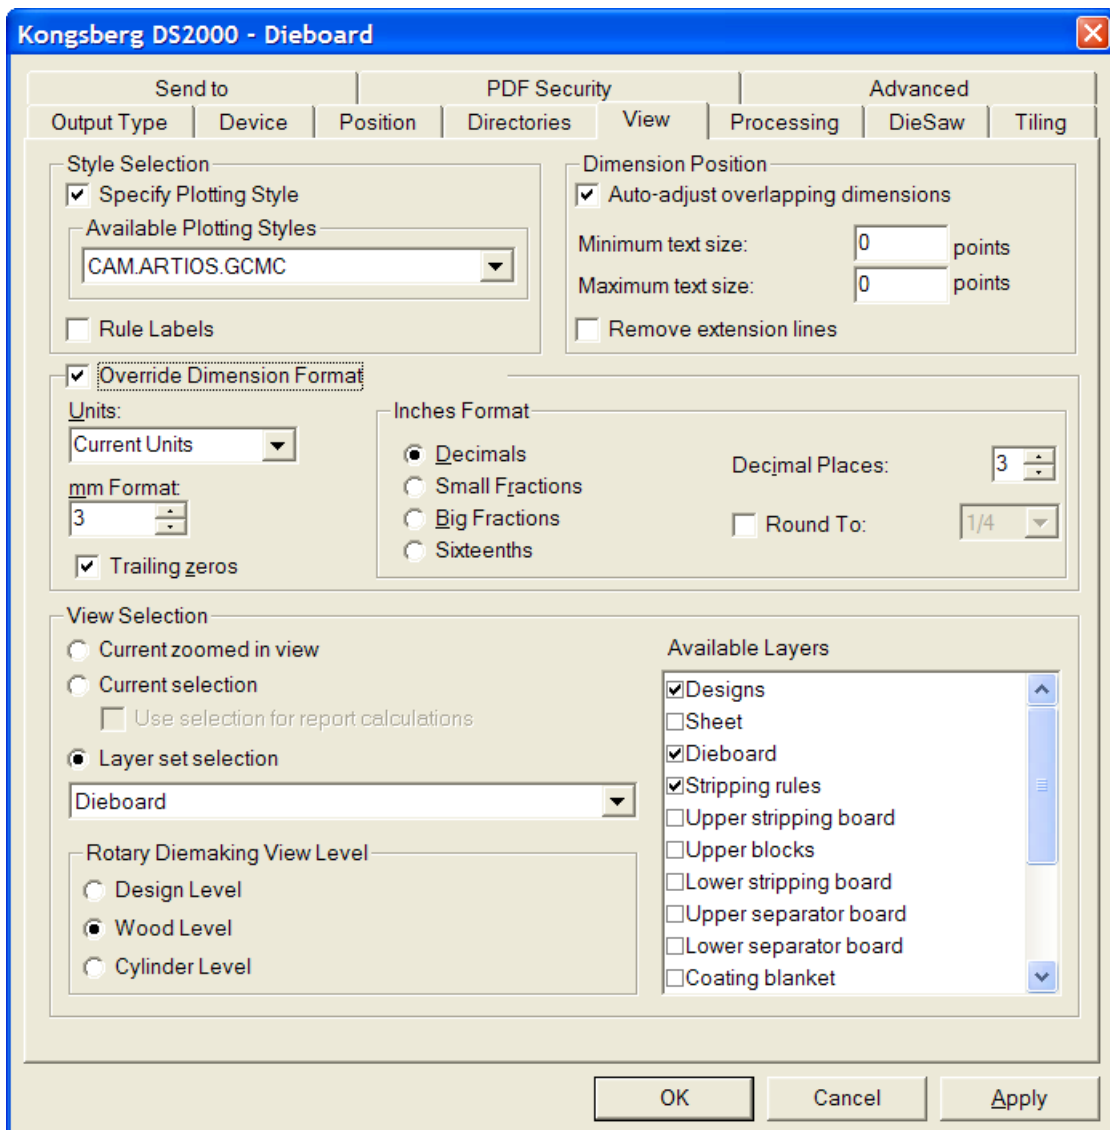 Kongsberg DS2000 - Dieboard
Send to PDF Security Advanced
Output Type Device Position Directories View Processing DieSaw Tiling
Style Selection
Specify Plotting Style
Available Plotting Styles
CAM.ARTIOS.GCMC
Rule Labels
Dimension Position
Auto-adjust overlapping dimensions
Minimum text size: 0 points
Maximum text size: 0 points
Remove extension lines
Override Dimension Format
Units:
Current Units
mm Format:
3
Trailing zeros
Inches Format
Decimals
Small Fractions
Big Fractions
Sixteenths
Decimal Places: 3
Round To: 1/4
View Selection
Current zoomed in view
Current selection
Use selection for report calculations
Layer set selection
Dieboard
Rotary Diemaking View Level
Design Level
Wood Level
Cylinder Level
Available Layers
Designs
Sheet
Dieboard
Stripping rules
Upper stripping board
Upper blocks
Lower stripping board
Upper separator board
Lower separator board
Coating blanket
OK Cancel Apply